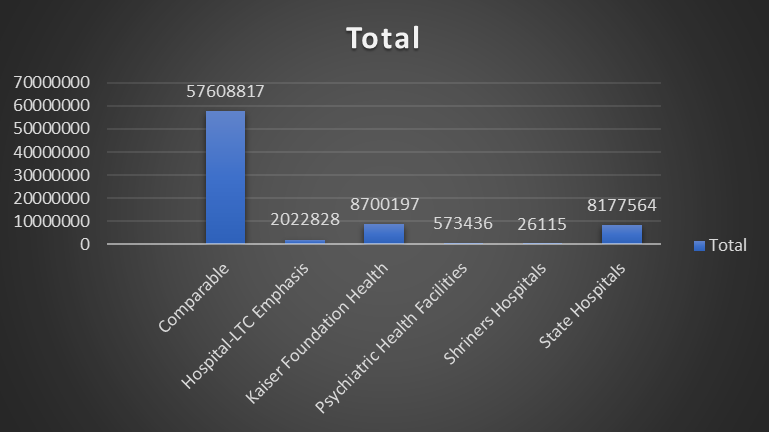 Total
70000000
60000000
50000000
40000000
30000000
20000000
10000000
0
57608817
2022828
8700197
573436
26115
8177564
Comparable
Hospital-LTC Emphasis
Kaiser Foundation Health
Psychiatric Health Facilities
Shriners Hospitals
State Hospitals
Total